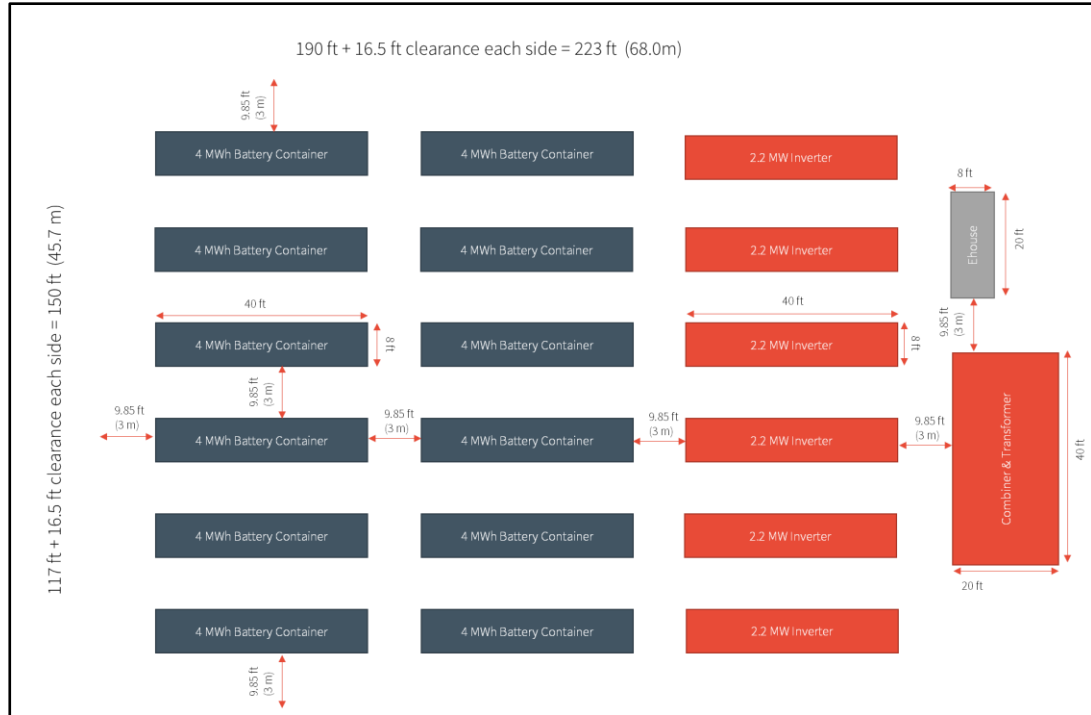 190 ft + 16.5 ft clearance each side = 223 ft  (68.0m)
117 ft + 16.5 ft clearance each side = 150 ft  (45.7 m)
9.85 ft
(3 m)
4 MWh Battery Container
4 MWh Battery Container
2.2 MW Inverter
8 ft
Ehouse
20 ft
4 MWh Battery Container
4 MWh Battery Container
2.2 MW Inverter
40 ft
40 ft
9.85 ft
(3 m)
4 MWh Battery Container
8 ft
4 MWh Battery Container
2.2 MW Inverter
8 ft
9.85 ft
(3 m)
9.85 ft
(3 m)
4 MWh Battery Container
9.85 ft
(3 m)
4 MWh Battery Container
9.85 ft
(3 m)
2.2 MW Inverter
9.85 ft
(3 m)
Combiner & Transformer
40 ft
4 MWh Battery Container
4 MWh Battery Container
2.2 MW Inverter
20 ft
4 MWh Battery Container
4 MWh Battery Container
2.2 MW Inverter
9.85 ft
(3 m)